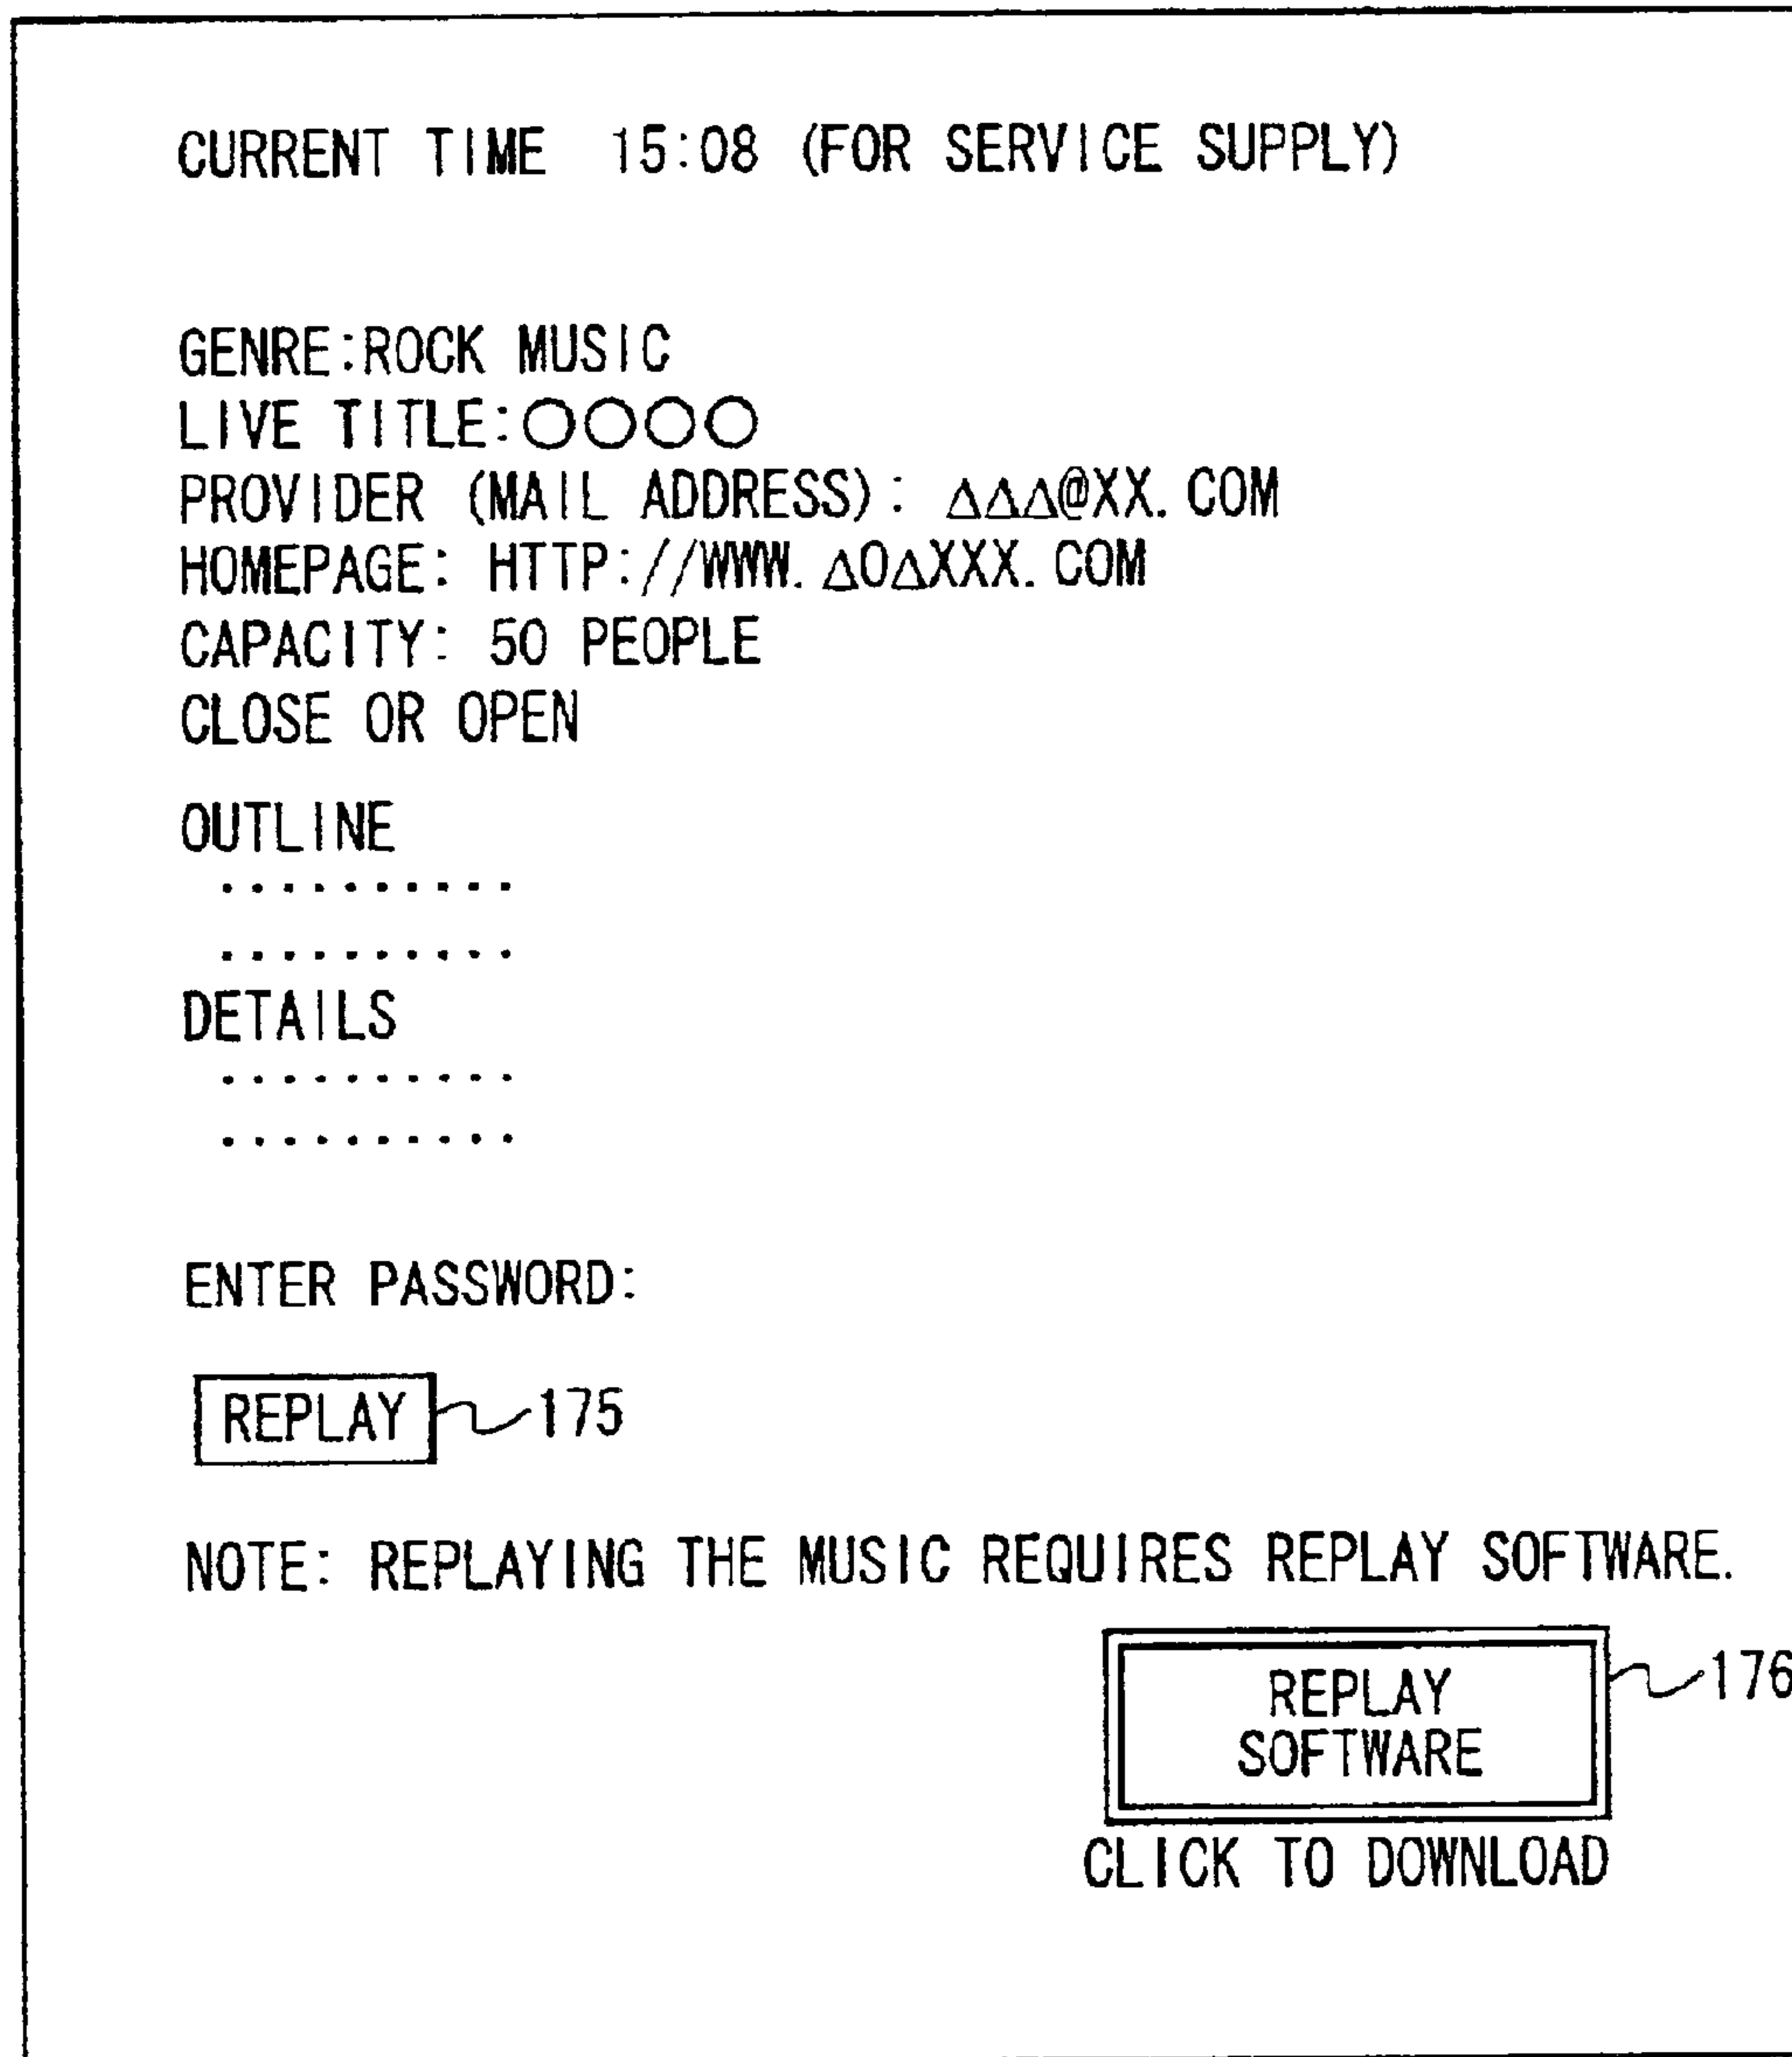 CURRENT TIME 15:08 (FOR SERVICE SUPPLY)
GENRE:ROCK MUSIC
LIVE TITLE:○○○○
PROVIDER (MAIL ADDRESS): △△△@XX.COM
HOMEPAGE: HTTP://WWW.△O△XXX.COM
CAPACITY: 50 PEOPLE
CLOSE OR OPEN
OUTLINE
..........
..........
DETAILS
..........
..........
ENTER PASSWORD:
REPLAY 175
NOTE: REPLAYING THE MUSIC REQUIRES REPLAY SOFTWARE.
REPLAY 176
SOFTWARE
CLICK TO DOWNLOAD